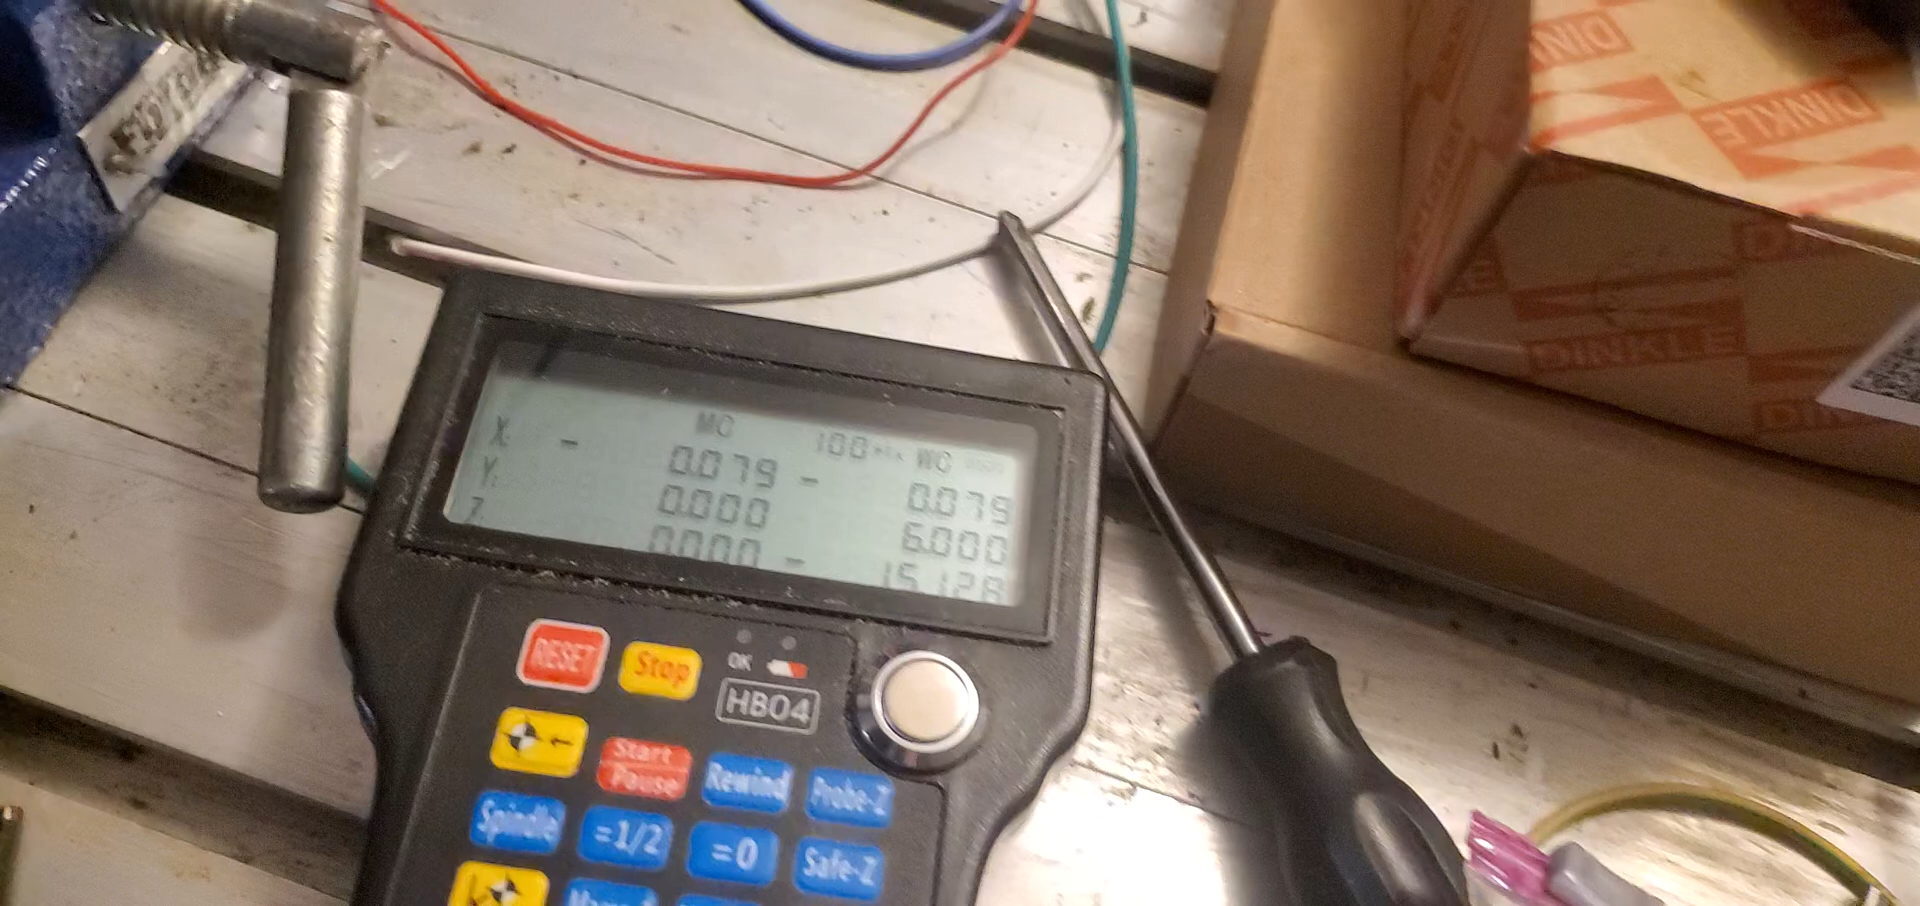 DINKLE
DINKLE
DINKLE
MC 100 WC
X: - 0.079 - 0.079
Y: 0.000 6.000
Z 0.000 - 15.128
RESET
Stop
OK
HB04
Start
Pause
Rewind
Probe-Z
Spindle
=1/2
=0
Safe-Z